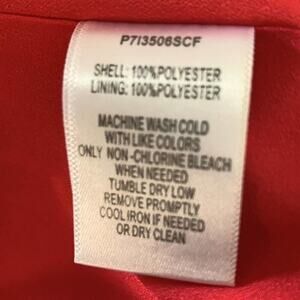 P7I3506SCF
SHELL: 100%POLYESTER
LINING: 100%POLYESTER
MACHINE WASH COLD
WITH LIKE COLORS
ONLY NON-CHLORINE BLEACH
WHEN NEEDED
TUMBLE DRY LOW
REMOVE PROMPTLY
COOL IRON IF NEEDED
OR DRY CLEAN